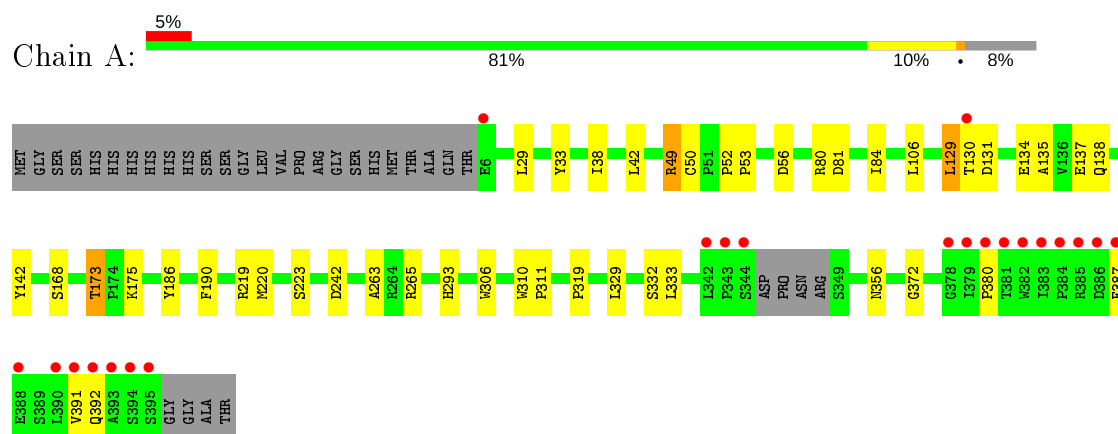 5%
Chain A:
81% 10% • 8%
MET GLY SER SER HIS HIS HIS HIS HIS HIS SER SER GLY LEU VAL PRO ARG GLY SER HIS MET THR ALA GLN THR E6 L29 Y33 I38 L42 R49 C50 P51 P52 P53 D56 R80 D81 I84 L106 L129 T130 D131 E134 A135 V136 E137 Q138
Y142 S168 T173 P174 K175 Y186 F190 R219 M220 S223 D242 A263 R264 R265 H293 W306 W310 P311 P319 L329 S332 L333 L342 P343 S344 ASP PRO ASN ARG S349 N356 G372 G378 I379 P380 T381 W382 I383 P384 R385 D386
E388 S389 L390 V391 Q392 A393 S394 S395 GLY GLY ALA THR